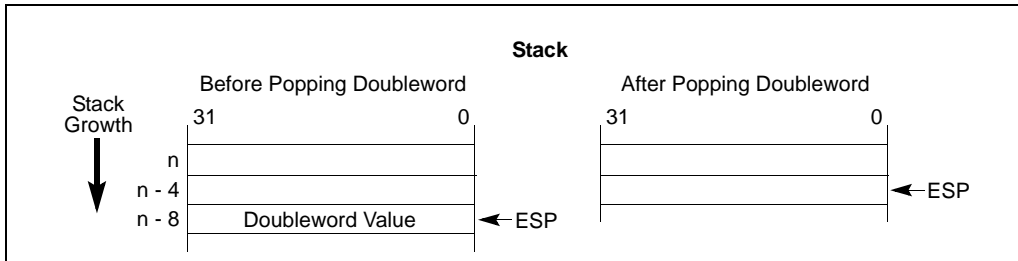 Stack
Before Popping Doubleword
After Popping Doubleword
Stack
Growth
31 0
31 0
n
n - 4
ESP
n - 8 Doubleword Value ESP